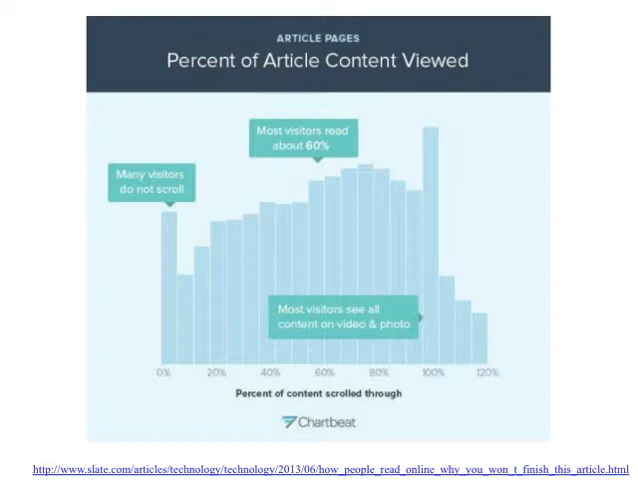 ARTICLE PAGES
Percent of Article Content Viewed
Most visitors read
about 60%
Many visitors
do not scroll
Most visitors see all
content on video & photo
0% 20% 40% 60% 80% 100% 120%
Percent of content scrolled through
Chartbeat
http://www.slate.com/articles/technology/technology/2013/06/how_people_read_online_why_you_won_t_finish_this_article.html